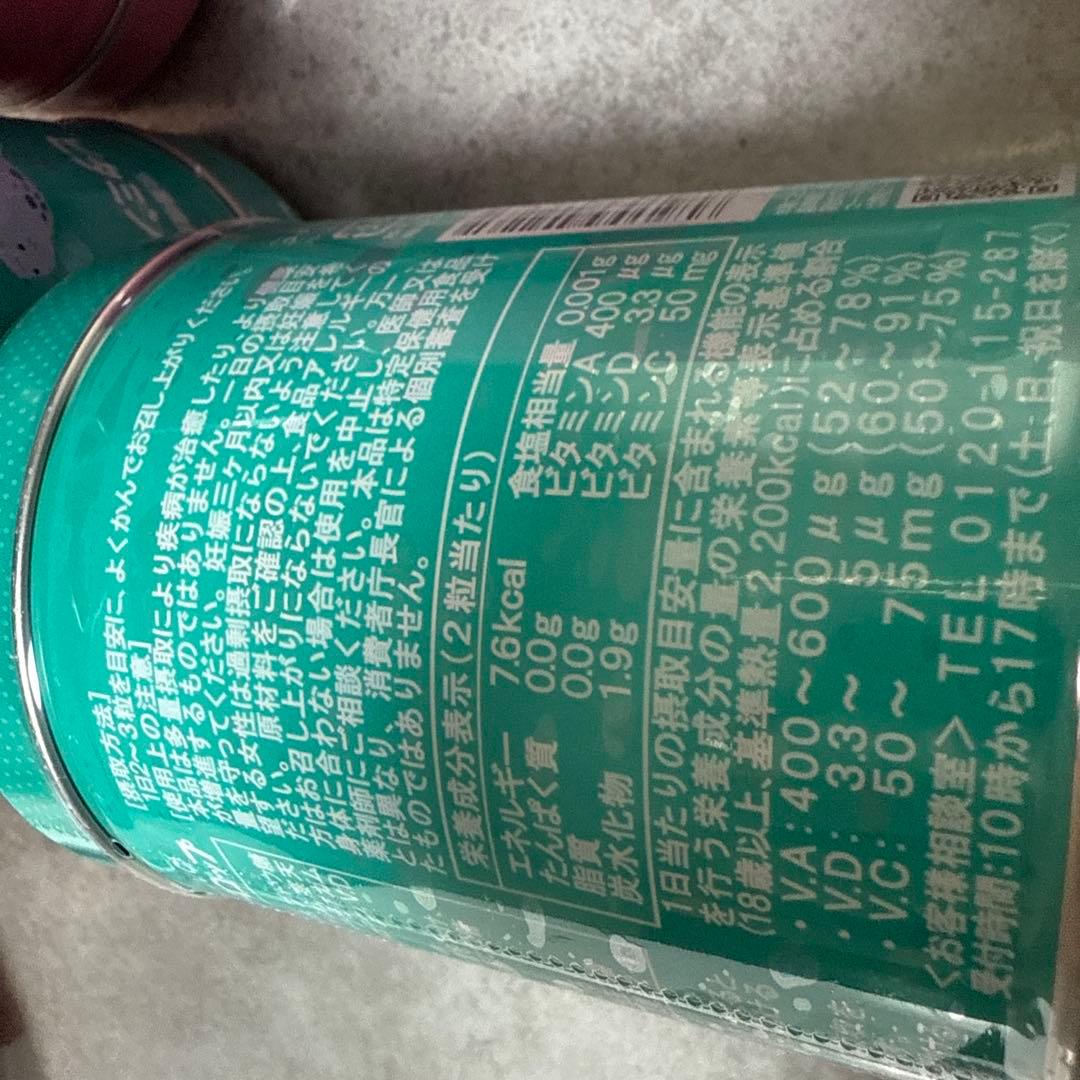 [摂取方法]
1日2～3粒を目安に、よくかんでお召し上がりください
[使用上の注意]
本品は多量摂取により疾病が治癒したり、より
が増進するものではありません。一日の摂取目安
量を守ってください。妊娠三ヶ月以内又は妊娠を
希望する女性は過剰摂取にならないよう注意して
ください。原材料をご確認の上、食品アレルギーの
方はお召し上がりにならないでください。万一
身体に合わない場合は使用を中止し、医師又は
薬剤師にご相談ください。本品は特定保健用食品
とは異なり、消費者庁長官による個別審査を受け
たものではありません。
栄養成分表示(2粒当たり)
エネルギー 7.6kcal 食塩相当量 0.001g
たんぱく質 0.0g ビタミンA 400μg
脂質 0.0g ビタミンD 3.3μg
炭水化物 1.9g ビタミンC 50mg
1日当たりの摂取目安量に含まれる機能の表示
を行う栄養成分の量の栄養素等表示基準値
(18歳以上、基準熱量2,200kcal)に占める割合
・V.A：400～600μg(52～78%)
・V.D：3.3～5μg(60～91%)
・V.C：50～75mg(50～75%)
<お客様相談室> TEL 0120-115-287
受付時間:10時から17時まで(土・日・祝日を除く)